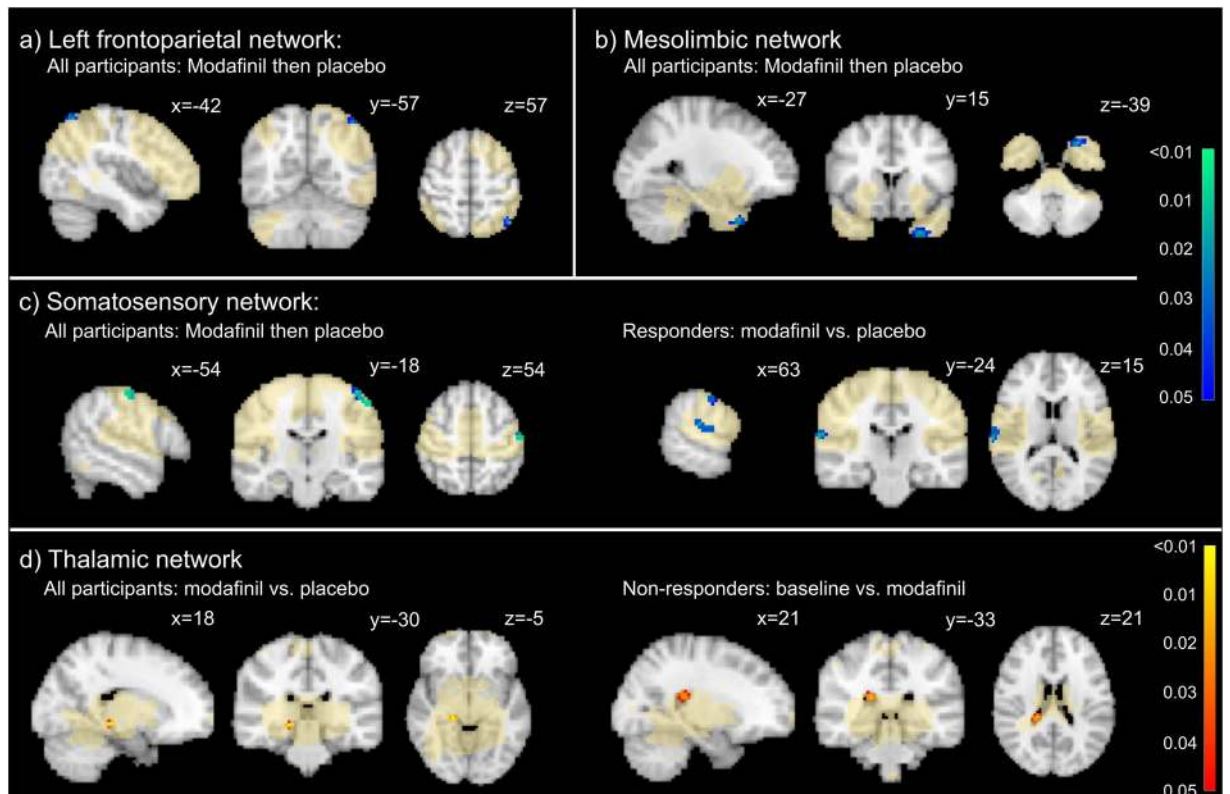 a) Left frontoparietal network:
All participants: Modafinil then placebo
x=-42
y=-57
z=57
b) Mesolimbic network
All participants: Modafinil then placebo
x=-27
y=15
z=-39
<0.01
0.01
0.02
0.03
0.04
0.05
c) Somatosensory network:
All participants: Modafinil then placebo
x=-54
y=-18
z=54
Responders: modafinil vs. placebo
x=63
y=-24
z=15
d) Thalamic network
All participants: modafinil vs. placebo
x=18
y=-30
z=-5
Non-responders: baseline vs. modafinil
x=21
y=-33
z=21
<0.01
0.01
0.02
0.03
0.04
0.05